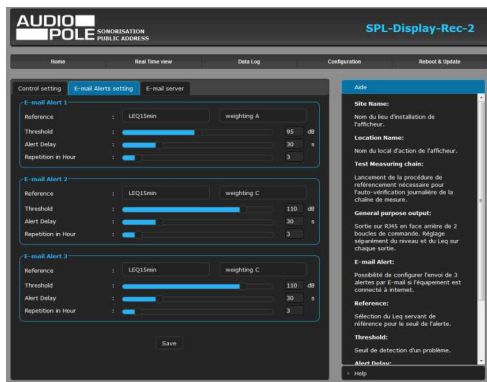 AUDIO
POLE
SONORISATION
PUBLIC ADDRESS
SPL-Display-Rec-2
Home
Real Time view
Data Log
Configuration
Reboot & Update
Control setting
E-mail Alerts setting
E-mail server
E-mail Alert 1
Reference : LEQ15min weighting A
Threshold : 95 dB
Alert Delay : 30 s
Repetition in Hour : 3
E-mail Alert 2
Reference : LEQ15min weighting C
Threshold : 110 dB
Alert Delay : 30 s
Repetition in Hour : 3
E-mail Alert 3
Reference : LEQ15min weighting C
Threshold : 110 dB
Alert Delay : 30 s
Repetition in Hour : 3
Save
Aide
Site Name:
Nom du lieu d'installation de
l'afficheur.
Location Name:
Nom du local d'action de l'afficheur.
Test Measuring chain:
Lancement de la procédure de
référencement nécessaire pour
l'auto-vérification journalière de la
chaîne de mesure.
General purpose output:
Sortie sur RJ45 en face arrière de 2
boucles de commande. Réglage
séparément du niveau et du Leq sur
chaque sortie.
E-mail Alert:
Possibilité de configurer l'envoi de 3
alertes par E-mail si l'équipement est
connecté à internet.
Reference:
Sélection du Leq servant de
référence pour le seuil de l'alerte.
Threshold:
Seuil de detection d'un problème.
Alert Delay:
Help